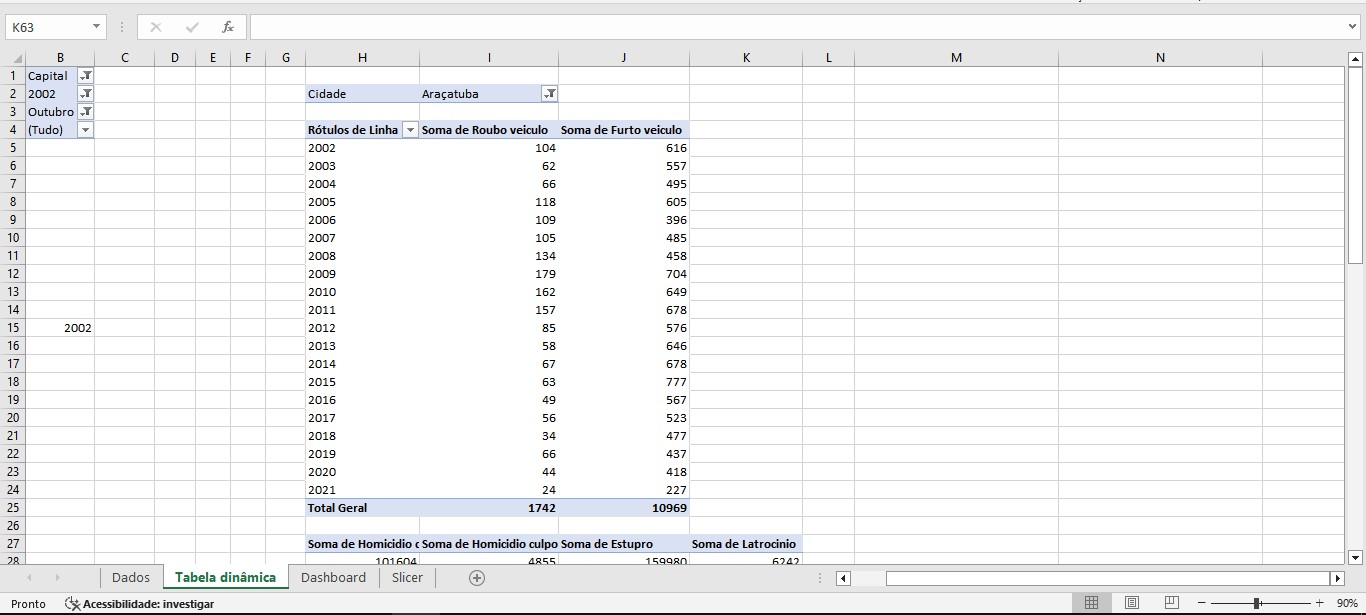 K63 fx
B C D E F G H I J K L M N
1 Capital
2 2002 Cidade Araçatuba
3 Outubro
4 (Tudo) Rótulos de Linha Soma de Roubo veiculo Soma de Furto veiculo
5 2002 104 616
6 2003 62 557
7 2004 66 495
8 2005 118 605
9 2006 109 396
10 2007 105 485
11 2008 134 458
12 2009 179 704
13 2010 162 649
14 2011 157 678
15 2002 2012 85 576
16 2013 58 646
17 2014 67 678
18 2015 63 777
19 2016 49 567
20 2017 56 523
21 2018 34 477
22 2019 66 437
23 2020 44 418
24 2021 24 227
25 Total Geral 1742 10969
26
27 Soma de Homicidio c Soma de Homicidio culpo Soma de Estupro Soma de Latrocinio
28 101604 4855 159980 6242
Dados Tabela dinâmica Dashboard Slicer
Pronto Acessibilidade: investigar 90%